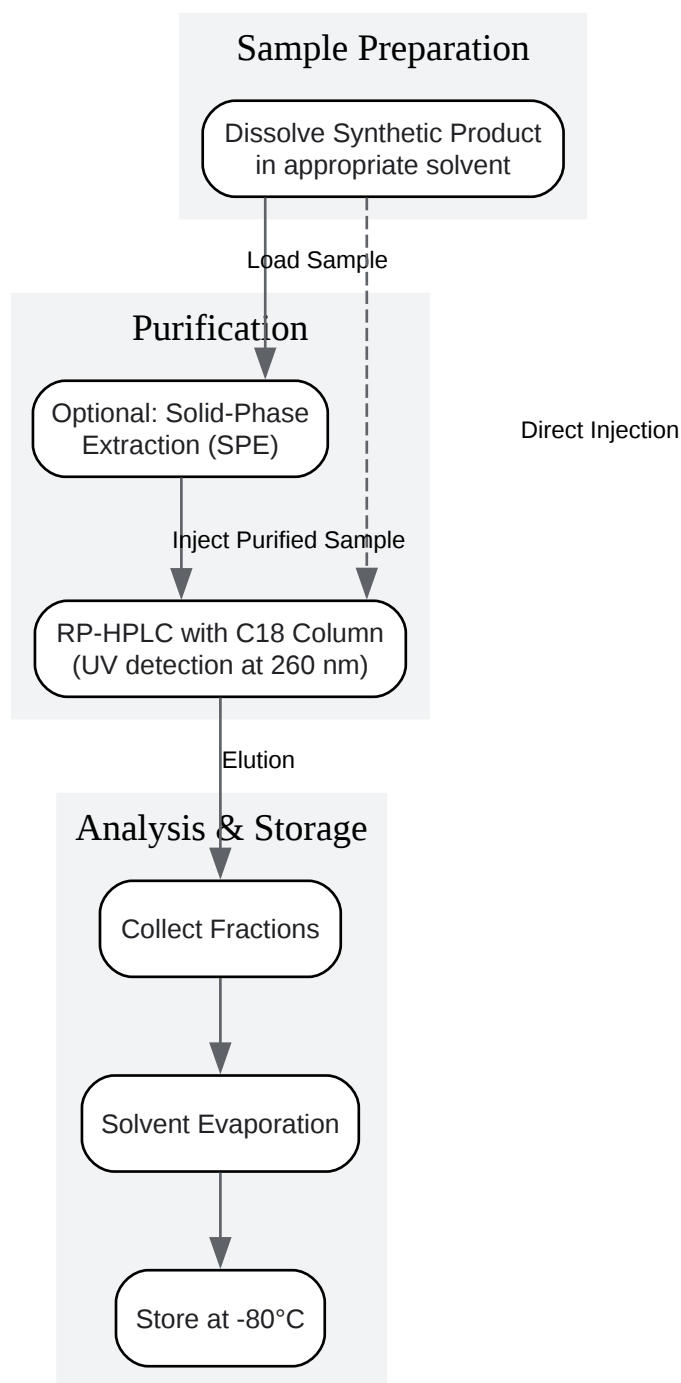 Sample Preparation
Dissolve Synthetic Product
in appropriate solvent
Load Sample
Purification
Optional: Solid-Phase
Extraction (SPE)
Direct Injection
Inject Purified Sample
RP-HPLC with C18 Column
(UV detection at 260 nm)
Elution
Analysis & Storage
Collect Fractions
Solvent Evaporation
Store at -80°C